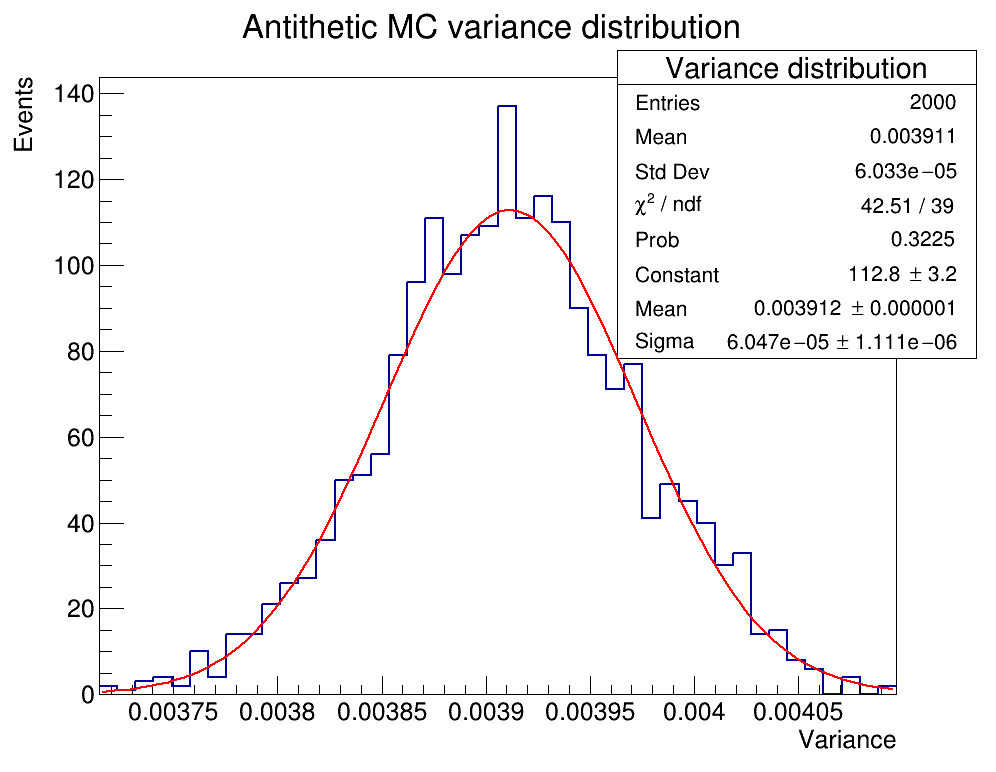 Antithetic MC variance distribution
Events
Variance distribution
Entries 2000
Mean 0.003911
Std Dev 6.033e−05
χ² / ndf 42.51 / 39
Prob 0.3225
Constant 112.8 ± 3.2
Mean 0.003912 ± 0.000001
Sigma 6.047e−05 ± 1.111e−06
140
120
100
80
60
40
20
0
0.00375 0.0038 0.00385 0.0039 0.00395 0.004 0.00405
Variance